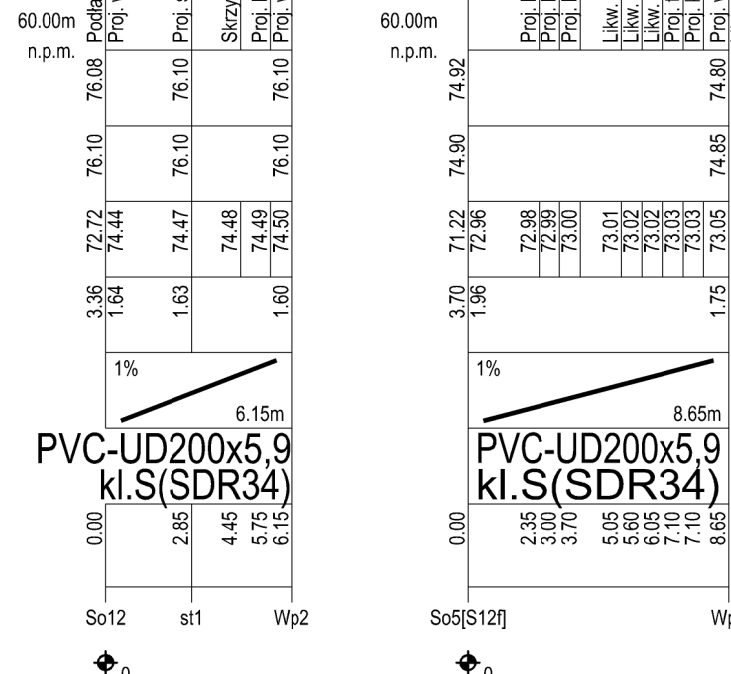 60.00m
n.p.m.
Proj.
Proj.
Proj.
Proj.
76.08
76.10
76.10
76.10
76.10
76.10
72.72
74.44
74.47
74.48
74.49
74.50
3.36
1.64
1.63
1.60
1%
6.15m
PVC-UD200x5,9
kl.S(SDR34)
0.00
2.85
4.45
5.75
6.15
So12
st1
Wp2
0
60.00m
n.p.m.
Proj.
Proj.
Proj.
Likw.
Likw.
Likw.
Proj.
Proj.
Proj.
74.92
74.80
74.90
74.85
71.22
72.96
72.98
72.99
73.00
73.01
73.02
73.02
73.03
73.03
73.05
3.70
1.96
1.75
1%
8.65m
PVC-UD200x5,9
kl.S(SDR34)
0.00
2.35
3.00
3.70
5.05
5.60
6.05
7.10
7.10
8.65
So5[S12f]
0